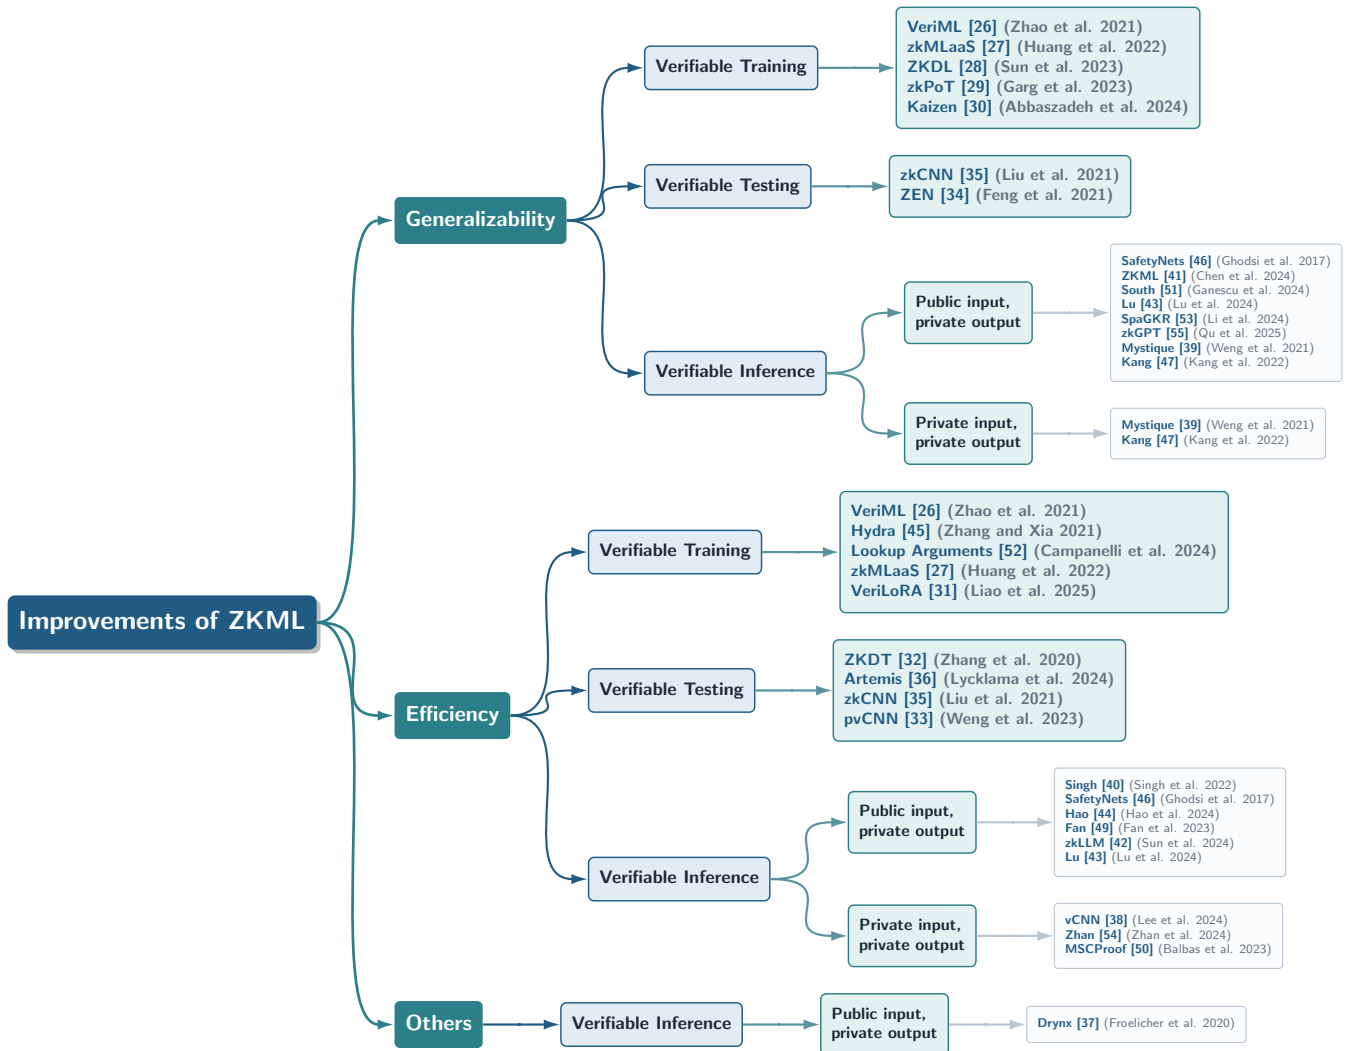 Improvements of ZKML
Generalizability
Verifiable Training
VeriML [26] (Zhao et al. 2021)
zkMLaaS [27] (Huang et al. 2022)
ZKDL [28] (Sun et al. 2023)
zkPoT [29] (Garg et al. 2023)
Kaizen [30] (Abbaszadeh et al. 2024)
Verifiable Testing
zkCNN [35] (Liu et al. 2021)
ZEN [34] (Feng et al. 2021)
Verifiable Inference
Public input,
private output
SafetyNets [46] (Ghodsi et al. 2017)
ZKML [41] (Chen et al. 2024)
South [51] (Ganescu et al. 2024)
Lu [43] (Lu et al. 2024)
SpaGKR [53] (Li et al. 2024)
zkGPT [55] (Qu et al. 2025)
Mystique [39] (Weng et al. 2021)
Kang [47] (Kang et al. 2022)
Private input,
private output
Mystique [39] (Weng et al. 2021)
Kang [47] (Kang et al. 2022)
Efficiency
Verifiable Training
VeriML [26] (Zhao et al. 2021)
Hydra [45] (Zhang and Xia 2021)
Lookup Arguments [52] (Campanelli et al. 2024)
zkMLaaS [27] (Huang et al. 2022)
VeriLoRA [31] (Liao et al. 2025)
Verifiable Testing
ZKDT [32] (Zhang et al. 2020)
Artemis [36] (Lycklama et al. 2024)
zkCNN [35] (Liu et al. 2021)
pvCNN [33] (Weng et al. 2023)
Verifiable Inference
Public input,
private output
Singh [40] (Singh et al. 2022)
SafetyNets [46] (Ghodsi et al. 2017)
Hao [44] (Hao et al. 2024)
Fan [49] (Fan et al. 2023)
zkLLM [42] (Sun et al. 2024)
Lu [43] (Lu et al. 2024)
Private input,
private output
vCNN [38] (Lee et al. 2024)
Zhan [54] (Zhan et al. 2024)
MSCProof [50] (Balbas et al. 2023)
Others
Verifiable Inference
Public input,
private output
Drynx [37] (Froelicher et al. 2020)